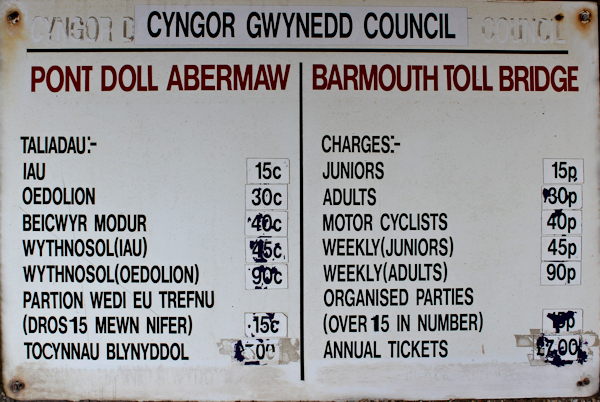 CYNGOR GWYNEDD COUNCIL
PONT DOLL ABERMAW
TALIADAU:-
IAU 15c
OEDOLION 30c
BEICWYR MODUR 40c
WYTHNOSOL(IAU) 45c
WYTHNOSOL(OEDOLION) 90c
PARTION WEDI EU TREFNU
(DROS 15 MEWN NIFER) 15c
TOCYNNAU BLYNYDDOL
BARMOUTH TOLL BRIDGE
CHARGES:-
JUNIORS 15p
ADULTS 30p
MOTOR CYCLISTS 40p
WEEKLY(JUNIORS) 45p
WEEKLY(ADULTS) 90p
ORGANISED PARTIES
(OVER 15 IN NUMBER)
ANNUAL TICKETS £7.00